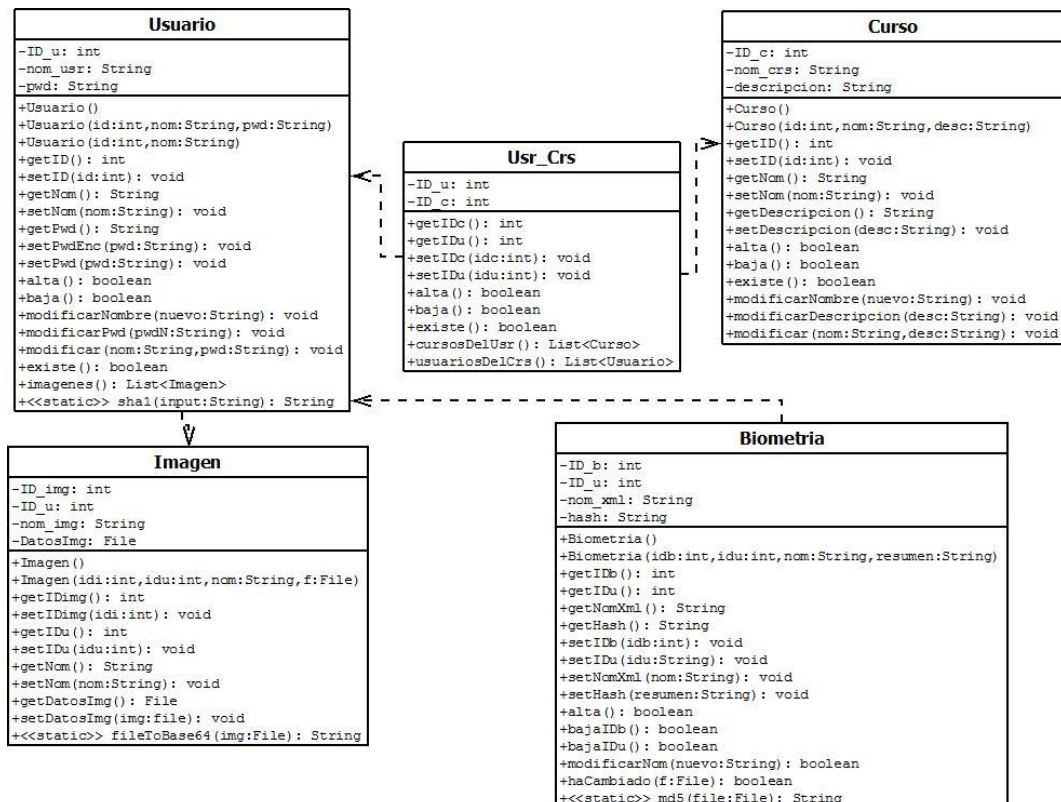 Usuario
-ID_u: int
-nom_usr: String
-pwd: String
+Usuario()
+Usuario(id:int,nom:String,pwd:String)
+Usuario(id:int,nom:String)
+getID(): int
+setID(id:int): void
+getNom(): String
+setNom(nom:String): void
+getPwd(): String
+setPwdEnc(pwd:String): void
+setPwd(pwd:String): void
+alta(): boolean
+baja(): boolean
+modificarNombre(nuevo:String): void
+modificarPwd(pwdN:String): void
+modificar(nom:String,pwd:String): void
+existe(): boolean
+imagenes(): List<Imagen>
+<<static>> sha1(input:String): String
Usr_Crs
-ID_u: int
-ID_c: int
+getIDc(): int
+getIDu(): int
+setIDc(idc:int): void
+setIDu(idu:int): void
+alta(): boolean
+baja(): boolean
+existe(): boolean
+cursosDelUsr(): List<Curso>
+usuariosDelCrs(): List<Usuario>
Curso
-ID_c: int
-nom_crs: String
-descripcion: String
+Curso()
+Curso(id:int,nom:String,desc:String)
+getID(): int
+setID(id:int): void
+getNom(): String
+setNom(nom:String): void
+getDescripcion(): String
+setDescripcion(desc:String): void
+alta(): boolean
+baja(): boolean
+existe(): boolean
+modificarNombre(nuevo:String): void
+modificarDescripcion(desc:String): void
+modificar(nom:String,desc:String): void
Imagen
-ID_img: int
-ID_u: int
-nom_img: String
-DatosImg: File
+Imagen()
+Imagen(idi:int,idu:int,nom:String,f:File)
+getIDimg(): int
+setIDimg(idi:int): void
+getIDu(): int
+setIDu(idu:int): void
+getNom(): String
+setNom(nom:String): void
+getDatosImg(): File
+setDatosImg(img:file): void
+<<static>> fileToBase64(img:File): String
Biometria
-ID_b: int
-ID_u: int
-nom_xml: String
-hash: String
+Biometria()
+Biometria(idb:int,idu:int,nom:String,resumen:String)
+getIDb(): int
+getIDu(): int
+getNomXml(): String
+getHash(): String
+setIDb(idb:int): void
+setIDu(idu:String): void
+setNomXml(nom:String): void
+setHash(resumen:String): void
+alta(): boolean
+bajaIDb(): boolean
+bajaIDu(): boolean
+modificarNom(nuevo:String): boolean
+haCambiado(f:File): boolean
+<<static>> md5(file:File): String